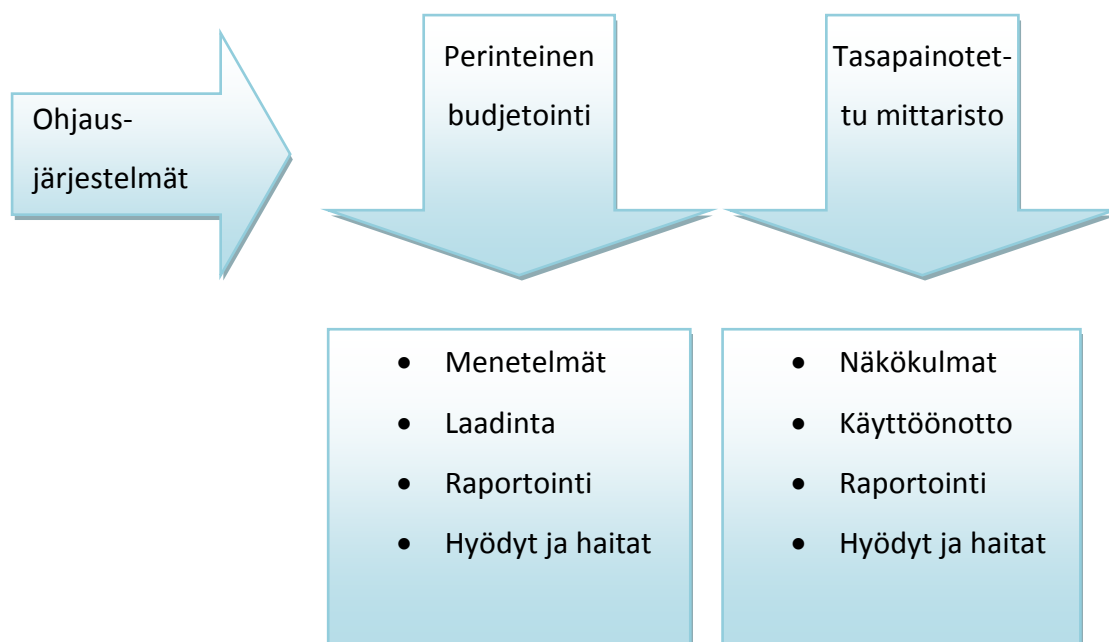 Ohjaus-
järjestelmät
Perinteinen
budjetointi
Tasapainotet-
tu mittaristo
• Menetelmät
• Laadinta
• Raportointi
• Hyödyt ja haitat
• Näkökulmat
• Käyttöönotto
• Raportointi
• Hyödyt ja haitat